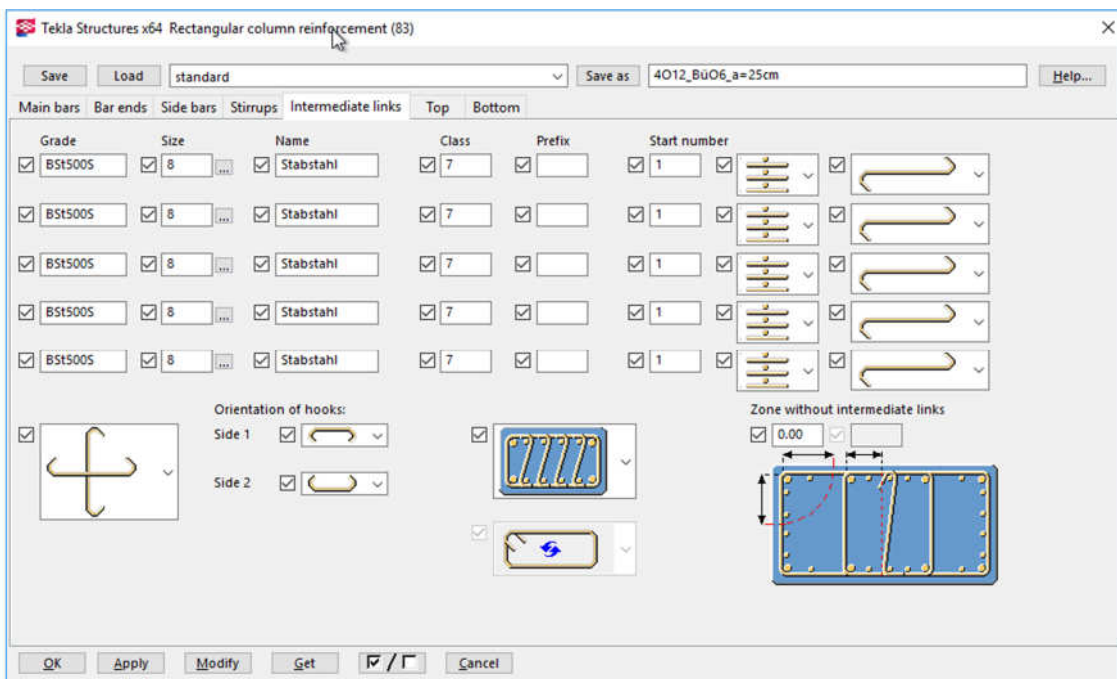 Tekla Structures x64 Rectangular column reinforcement (83)
Save Load standard Save as 4O12_BüO6_a=25cm Help...
Main bars Bar ends Side bars Stirrups Intermediate links Top Bottom
Grade Size Name Class Prefix Start number
BSt500S 8 ... Stabstahl 7 1
BSt500S 8 ... Stabstahl 7 1
BSt500S 8 ... Stabstahl 7 1
BSt500S 8 ... Stabstahl 7 1
BSt500S 8 ... Stabstahl 7 1
Orientation of hooks: Zone without intermediate links
Side 1 0.00
Side 2
OK Apply Modify Get / Cancel